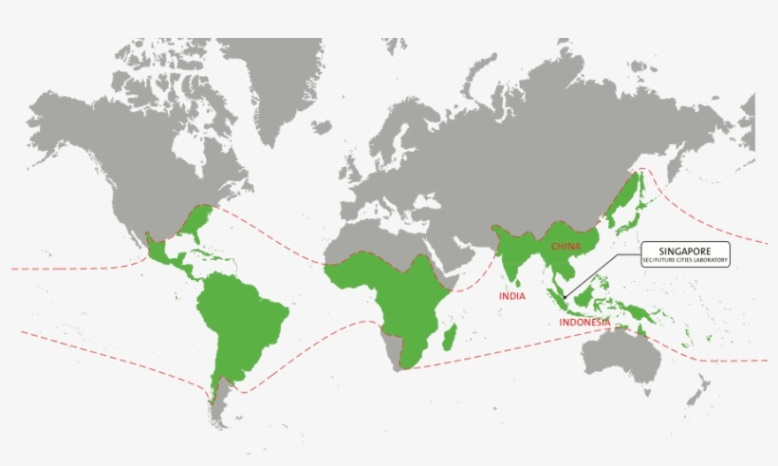 CHINA
SINGAPORE
SEC/FUTURE CITIES LABORATORY
INDIA
INDONESIA